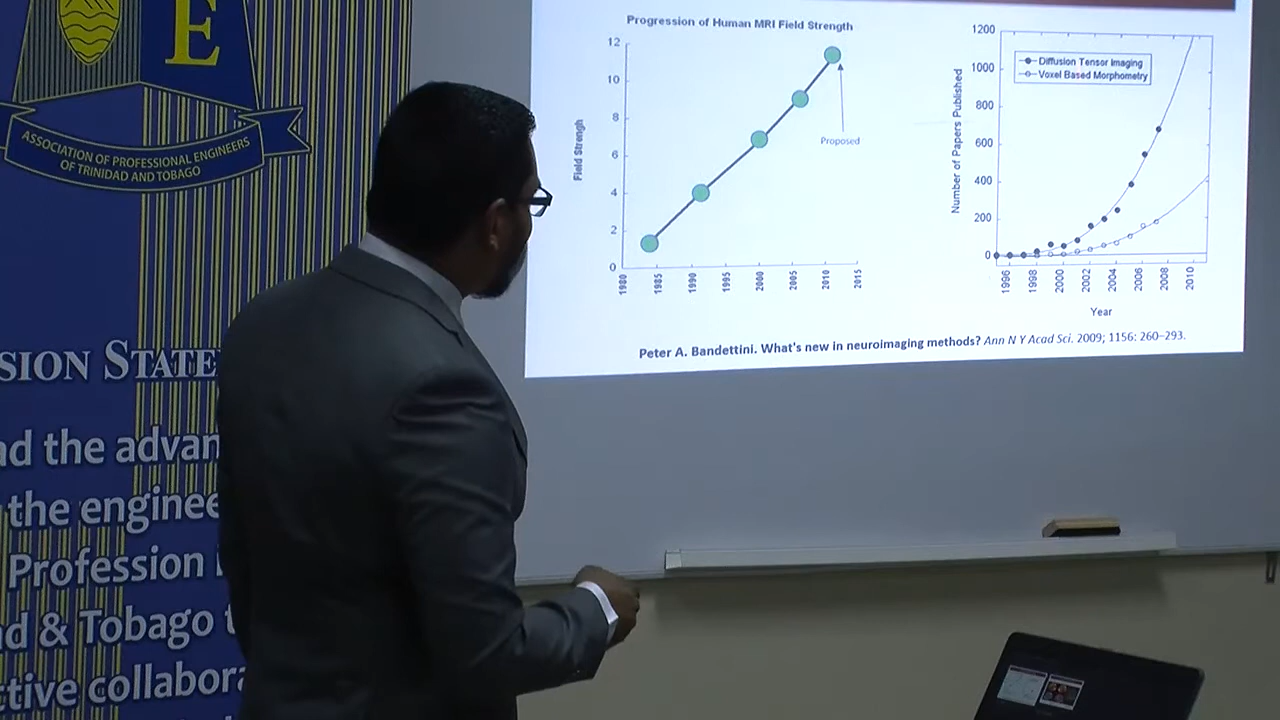 E
ASSOCIATION OF PROFESSIONAL ENGINEERS
OF TRINIDAD AND TOBAGO
SION STATE
nd the advan
the enginee
Profession
nd & Tobago t
ctive collabora
Progression of Human MRI Field Strength
Field Strengh
12
10
8
6
4
2
0
1980
1985
1990
1995
2000
2005
2010
2015
Proposed
Number of Papers Published
1200
1000
800
600
400
200
0
Diffusion Tensor Imaging
Voxel Based Morphometry
1996
1998
2000
2002
2004
2006
2008
2010
Year
Peter A. Bandettini. What's new in neuroimaging methods? Ann N Y Acad Sci. 2009; 1156: 260–293.